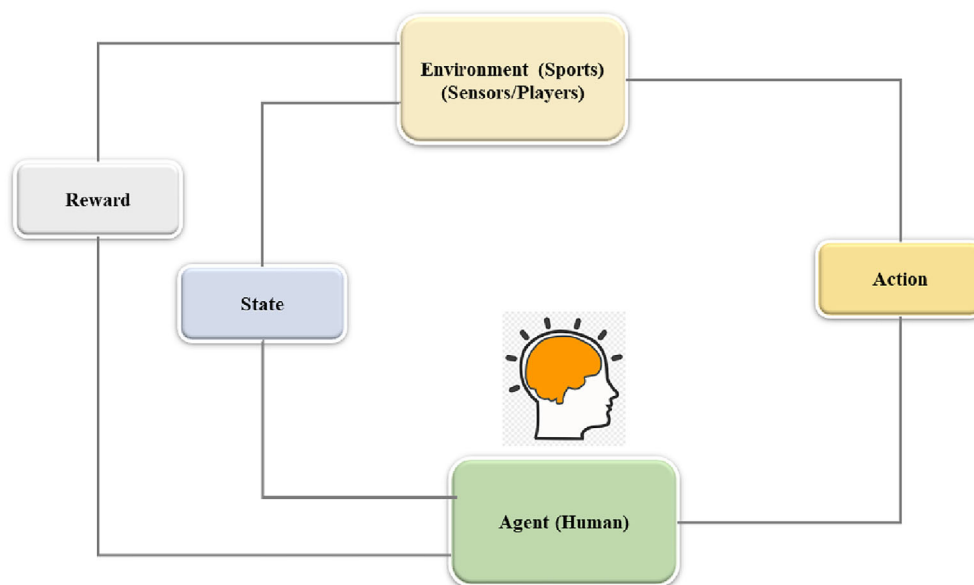 Environment (Sports)
(Sensors/Players)
Reward
State
Action
Agent (Human)